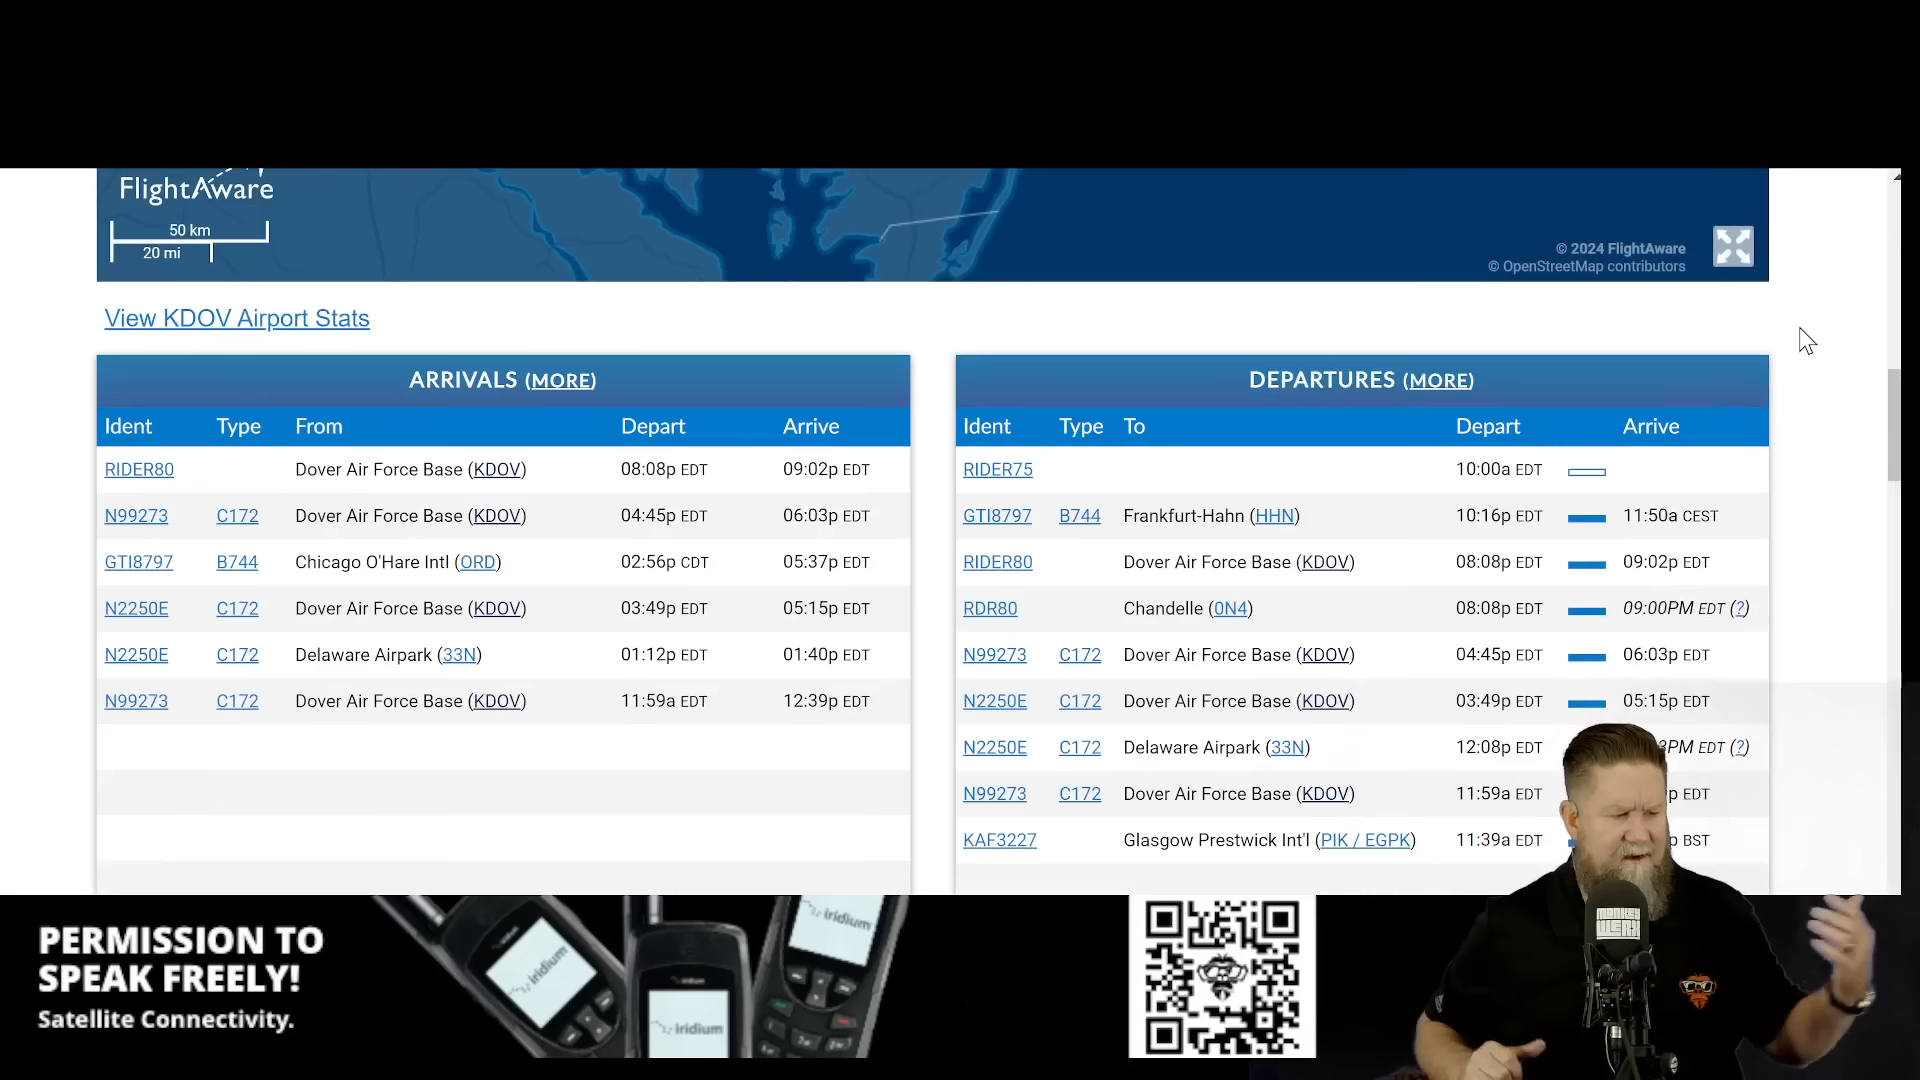 FlightAware
50 km
20 mi
© 2024 FlightAware
© OpenStreetMap contributors
View KDOV Airport Stats
ARRIVALS (MORE)
Ident Type From Depart Arrive
RIDER80 Dover Air Force Base (KDOV) 08:08p EDT 09:02p EDT
N99273 C172 Dover Air Force Base (KDOV) 04:45p EDT 06:03p EDT
GTI8797 B744 Chicago O'Hare Intl (ORD) 02:56p CDT 05:37p EDT
N2250E C172 Dover Air Force Base (KDOV) 03:49p EDT 05:15p EDT
N2250E C172 Delaware Airpark (33N) 01:12p EDT 01:40p EDT
N99273 C172 Dover Air Force Base (KDOV) 11:59a EDT 12:39p EDT
DEPARTURES (MORE)
Ident Type To Depart Arrive
RIDER75 10:00a EDT
GTI8797 B744 Frankfurt-Hahn (HHN) 10:16p EDT 11:50a CEST
RIDER80 Dover Air Force Base (KDOV) 08:08p EDT 09:02p EDT
RDR80 Chandelle (0N4) 08:08p EDT 09:00PM EDT (?)
N99273 C172 Dover Air Force Base (KDOV) 04:45p EDT 06:03p EDT
N2250E C172 Dover Air Force Base (KDOV) 03:49p EDT 05:15p EDT
N2250E C172 Delaware Airpark (33N) 12:08p EDT PM EDT (?)
N99273 C172 Dover Air Force Base (KDOV) 11:59a EDT p EDT
KAF3227 Glasgow Prestwick Int'l (PIK / EGPK) 11:39a EDT p BST
PERMISSION TO
SPEAK FREELY!
Satellite Connectivity.
iridium
iridium
iridium
MONKEY
WERX